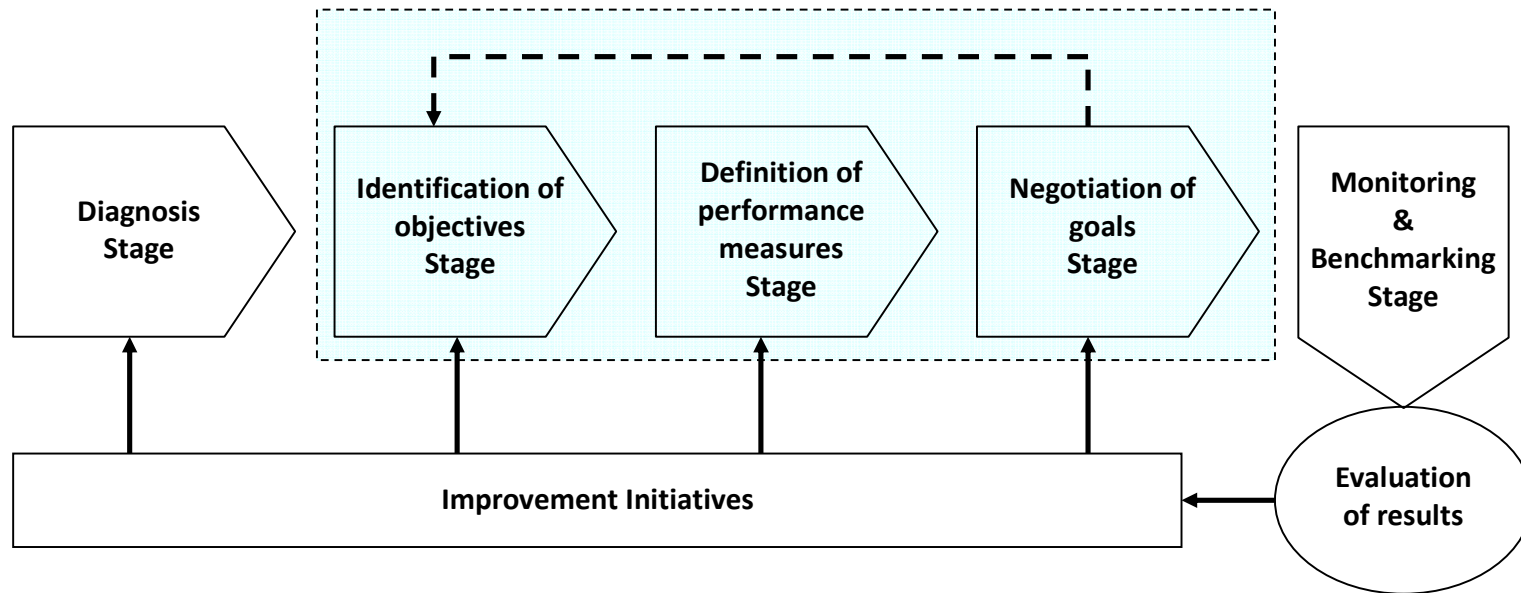 Diagnosis
Stage
Identification of
objectives
Stage
Definition of
performance
measures
Stage
Negotiation of
goals
Stage
Monitoring
&
Benchmarking
Stage
Improvement Initiatives
Evaluation
of results